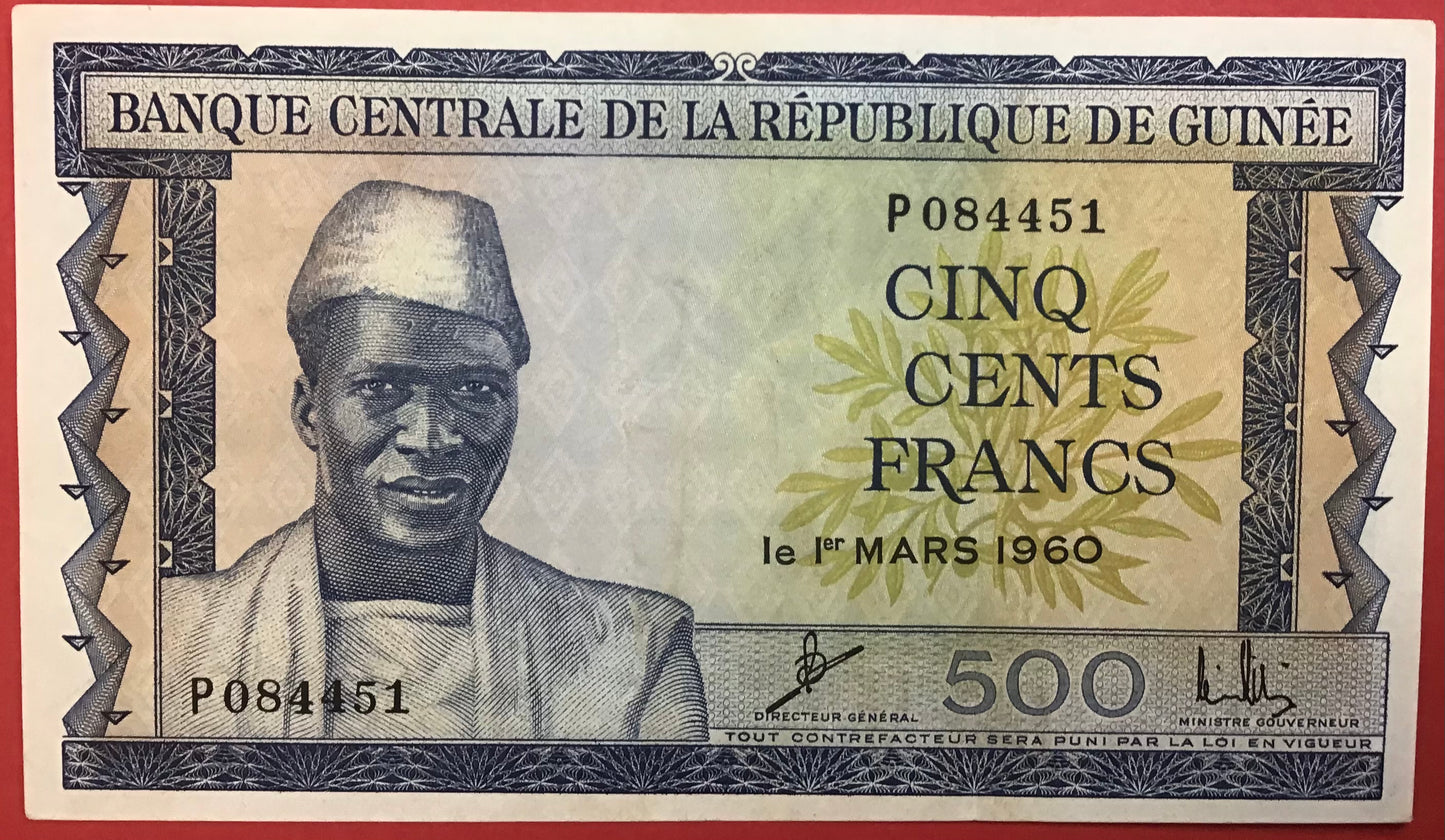 BANQUE CENTRALE DE LA RÉPUBLIQUE DE GUINÉE
P084451
CINQ
CENTS
FRANCS
le 1er MARS 1960
P084451
500
DIRECTEUR GÉNÉRAL
MINISTRE GOUVERNEUR
TOUT CONTREFACTEUR SERA PUNI PAR LA LOI EN VIGUEUR